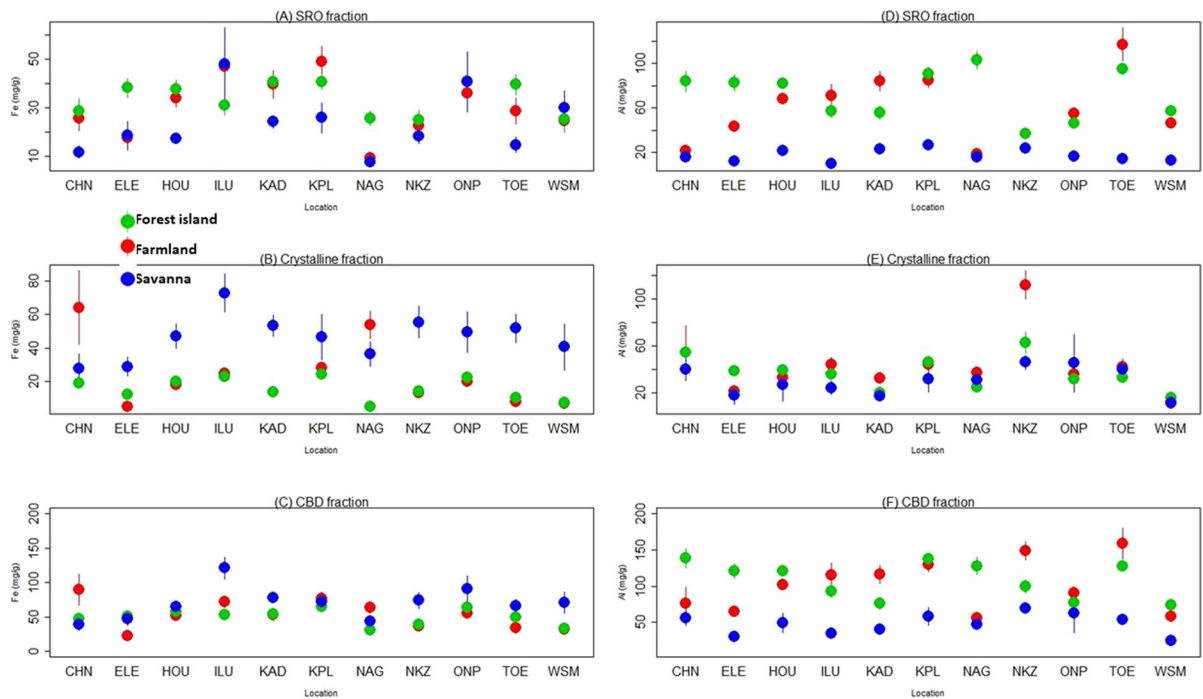 (A) SRO fraction
Fe (mg/g)
50
30
10
CHN ELE HOU ILU KAD KPL NAG NKZ ONP TOE WSM
Location
Forest island
Farmland
Savanna
(B) Crystalline fraction
Fe (mg/g)
80
60
40
20
CHN ELE HOU ILU KAD KPL NAG NKZ ONP TOE WSM
Location
(C) CBD fraction
Fe (mg/g)
200
150
100
50
0
CHN ELE HOU ILU KAD KPL NAG NKZ ONP TOE WSM
Location
(D) SRO fraction
Al (mg/g)
100
60
20
CHN ELE HOU ILU KAD KPL NAG NKZ ONP TOE WSM
Location
(E) Crystalline fraction
Al (mg/g)
100
60
20
CHN ELE HOU ILU KAD KPL NAG NKZ ONP TOE WSM
Location
(F) CBD fraction
Al (mg/g)
200
150
100
50
CHN ELE HOU ILU KAD KPL NAG NKZ ONP TOE WSM
Location